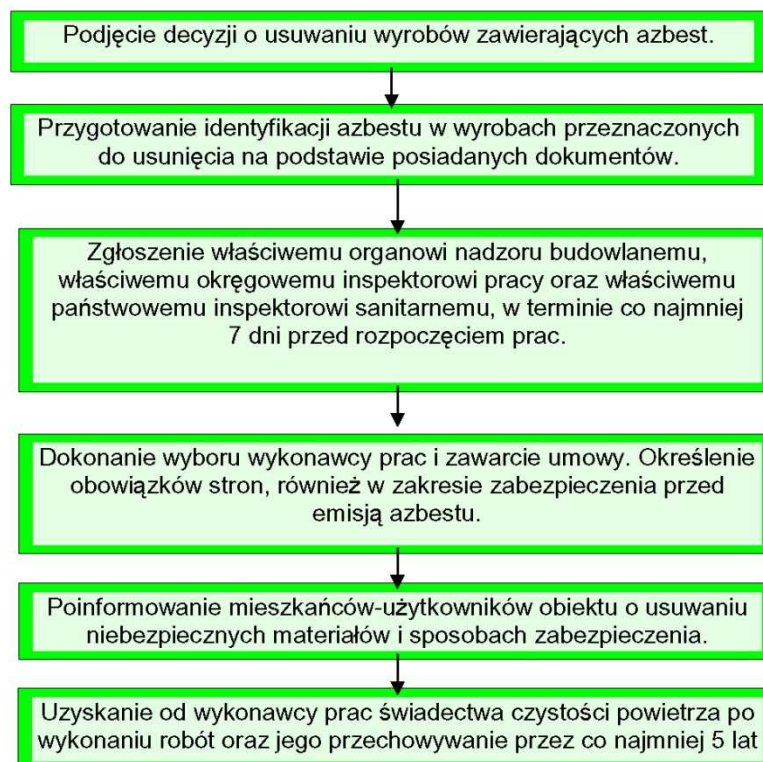 Podjęcie decyzji o usuwaniu wyrobów zawierających azbest.
Przygotowanie identyfikacji azbestu w wyrobach przeznaczonych
do usunięcia na podstawie posiadanych dokumentów.
Zgłoszenie właściwemu organowi nadzoru budowlanemu,
właściwemu okręgowemu inspektorowi pracy oraz właściwemu
państwowemu inspektorowi sanitarnemu, w terminie co najmniej
7 dni przed rozpoczęciem prac.
Dokonanie wyboru wykonawcy prac i zawarcie umowy. Określenie
obowiązków stron, również w zakresie zabezpieczenia przed
emisją azbestu.
Poinformowanie mieszkańców-użytkowników obiektu o usuwaniu
niebezpiecznych materiałów i sposobach zabezpieczenia.
Uzyskanie od wykonawcy prac świadectwa czystości powietrza po
wykonaniu robót oraz jego przechowywanie przez co najmniej 5 lat